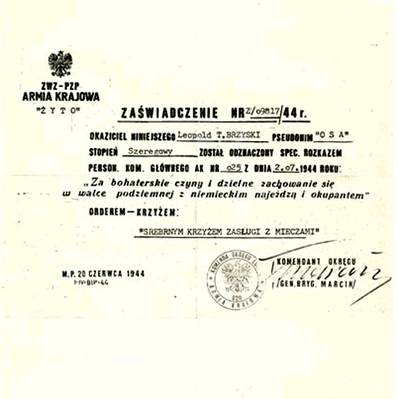 ZWZ-PZP
ARMIA KRAJOWA
"ŻYTO"
ZAŚWIADCZENIE NR Z/09817/44 r.
OKAZICIEL NINIEJSZEGO Leopold T. BRZYSKI PSEUDONIM "OSA"
STOPIEŃ Szeregowy ZOSTAŁ ODZNACZONY SPEC. ROZKAZEM
PERSON. KOM. GŁÓWNEGO AK NR. 025 Z DNIA 2.07.1944 ROKU:
„Za bohaterskie czyny i dzielne zachowanie się
w walce podziemnej z niemieckim najeźdzą i okupantem"
ORDEREM-KRZYŻEM:
"SREBRNYM KRZYŻEM ZASŁUGI Z MIECZAMI"
M.P. 20 CZERWCA 1944
KOMENDANT OKRĘGU
/GEN. BRYG. MARCIN/